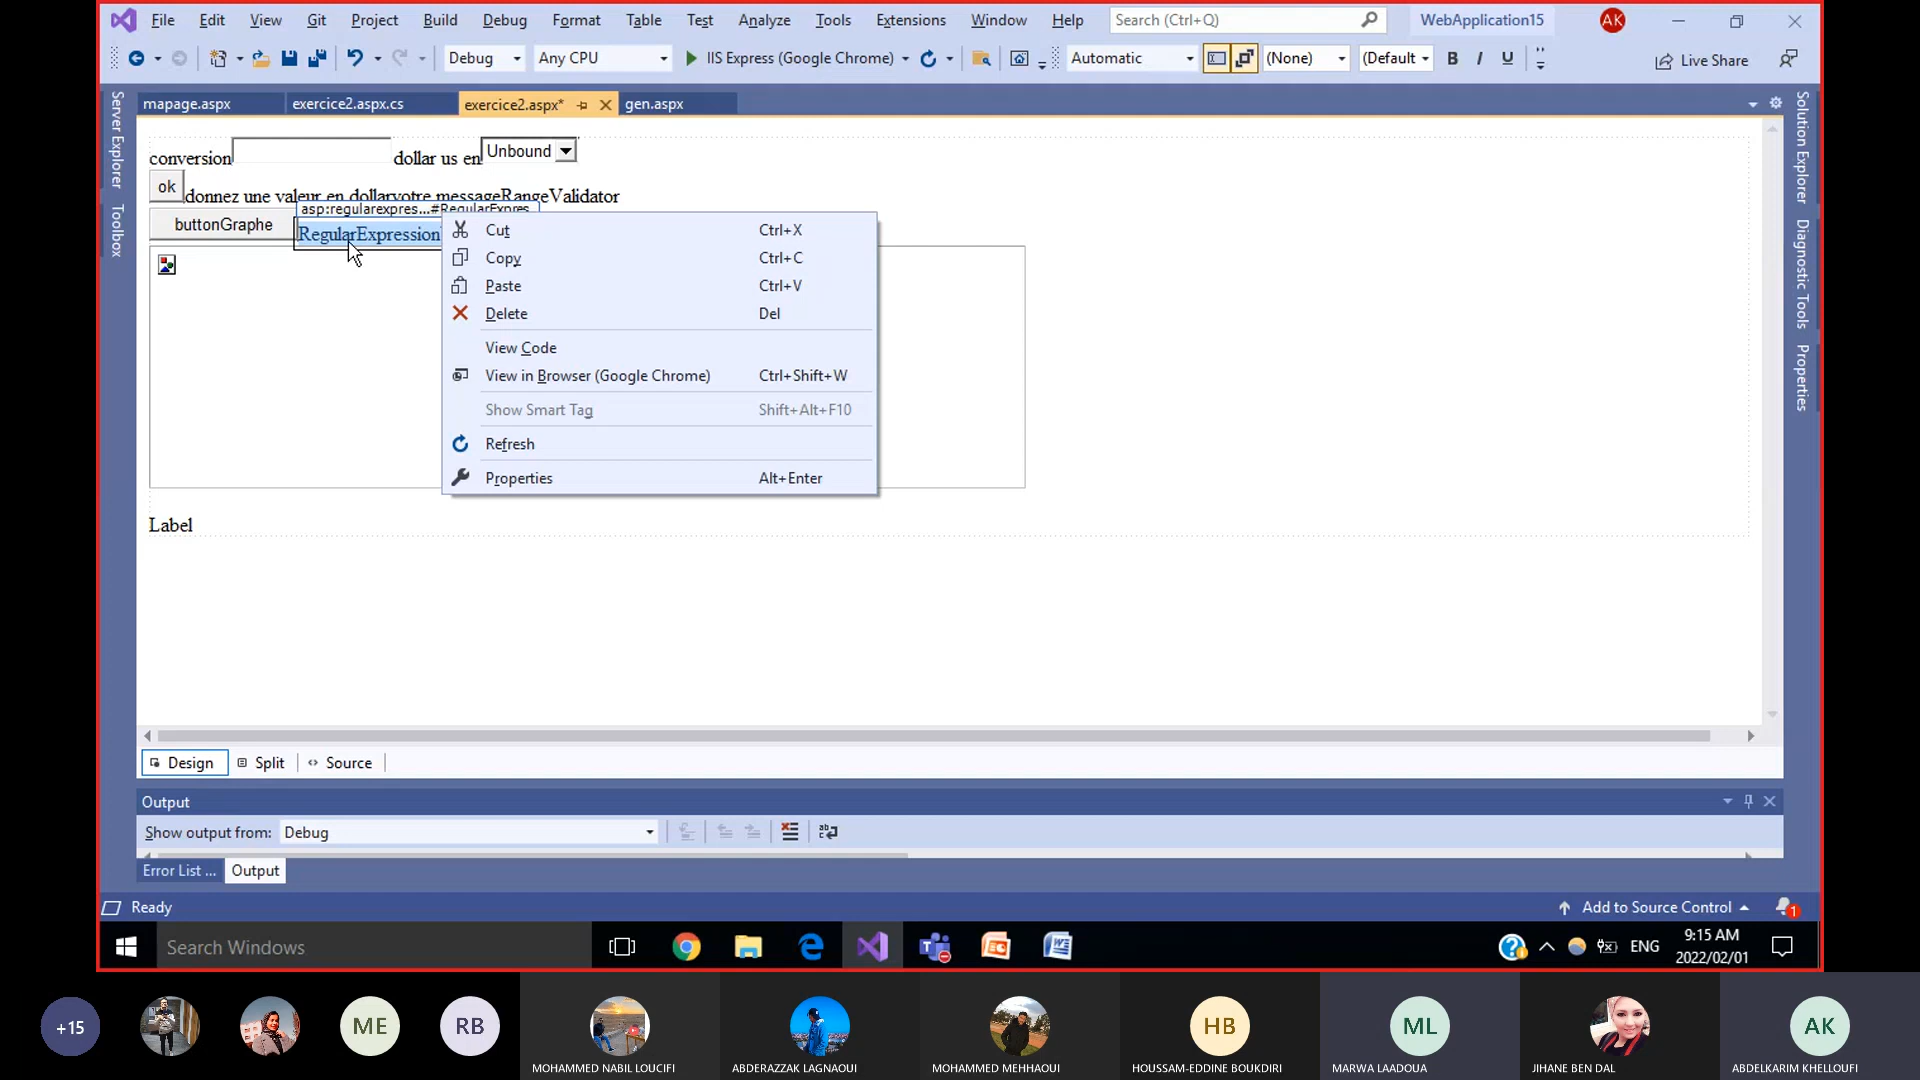 File Edit View Git Project Build Debug Format Table Test Analyze Tools Extensions Window Help Search (Ctrl+Q) WebApplication15 AK
Debug Any CPU IIS Express (Google Chrome) Automatic (None) (Default B I U Live Share
mapage.aspx exercice2.aspx.cs exercice2.aspx* gen.aspx
Server Explorer
Toolbox
Solution Explorer
Diagnostic Tools
Properties
conversion dollar us en Unbound
ok donnez une valeur en dollarvotre messageRangeValidator
asp:regularexpres...#RegularExpres
buttonGraphe RegularExpression
Cut Ctrl+X
Copy Ctrl+C
Paste Ctrl+V
Delete Del
View Code
View in Browser (Google Chrome) Ctrl+Shift+W
Show Smart Tag Shift+Alt+F10
Refresh
Properties Alt+Enter
Label
Design Split Source
Output
Show output from: Debug
Error List ... Output
Ready Add to Source Control 1
Search Windows ENG 9:15 AM
2022/02/01
+15 ME RB HB ML AK
MOHAMMED NABIL LOUCIFI ABDERAZZAK LAGNAOUI MOHAMMED MEHHAOUI HOUSSAM-EDDINE BOUKDIRI MARWA LAADOUA JIHANE BEN DAL ABDELKARIM KHELLOUFI